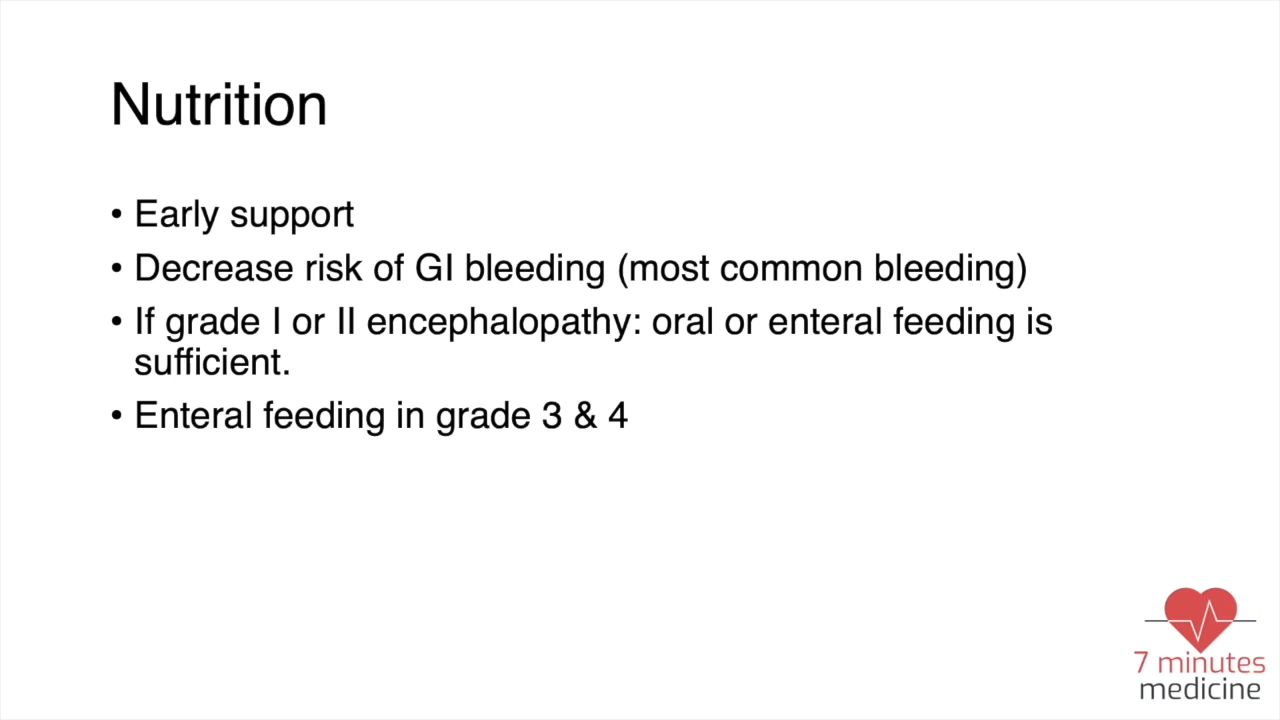 Nutrition
• Early support
• Decrease risk of GI bleeding (most common bleeding)
• If grade I or II encephalopathy: oral or enteral feeding is
sufficient.
• Enteral feeding in grade 3 & 4
7 minutes
medicine